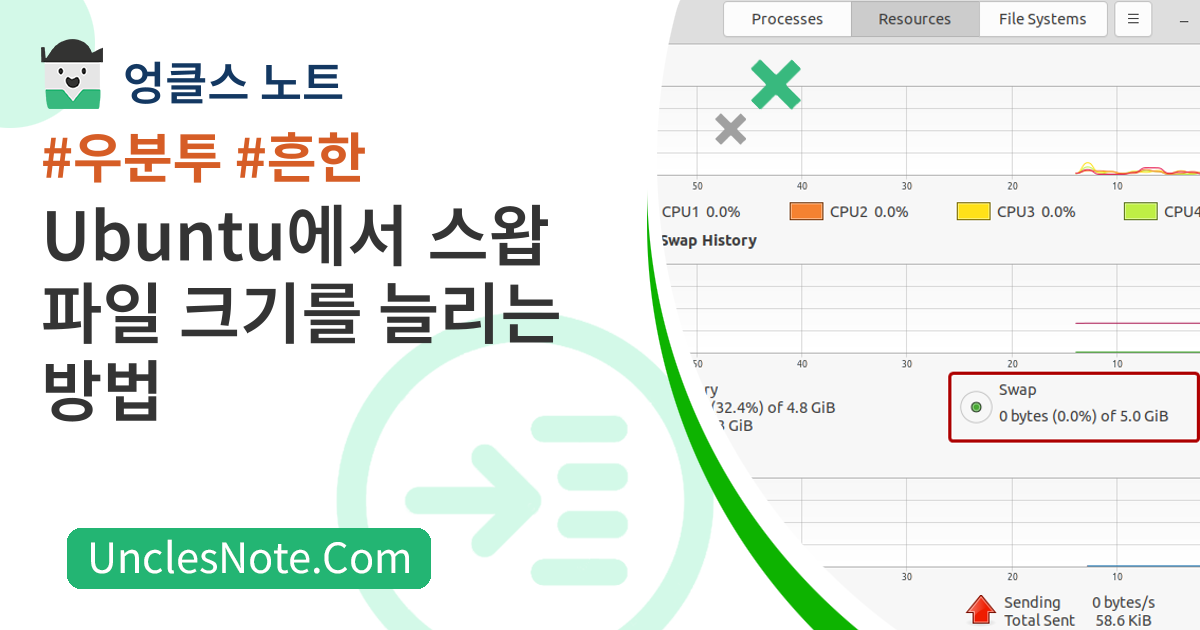 엉클스 노트
#우분투 #흔한
Ubuntu에서 스왑
파일 크기를 늘리는
방법
UnclesNote.Com
Processes Resources File Systems
50 40 30 20 10
CPU1 0.0% CPU2 0.0% CPU3 0.0% CPU4
Swap History
50 40 30 20 10
ry
(32.4%) of 4.8 GiB
GiB
Swap
0 bytes (0.0%) of 5.0 GiB
30 20 10
Sending 0 bytes/s
Total Sent 58.6 KiB